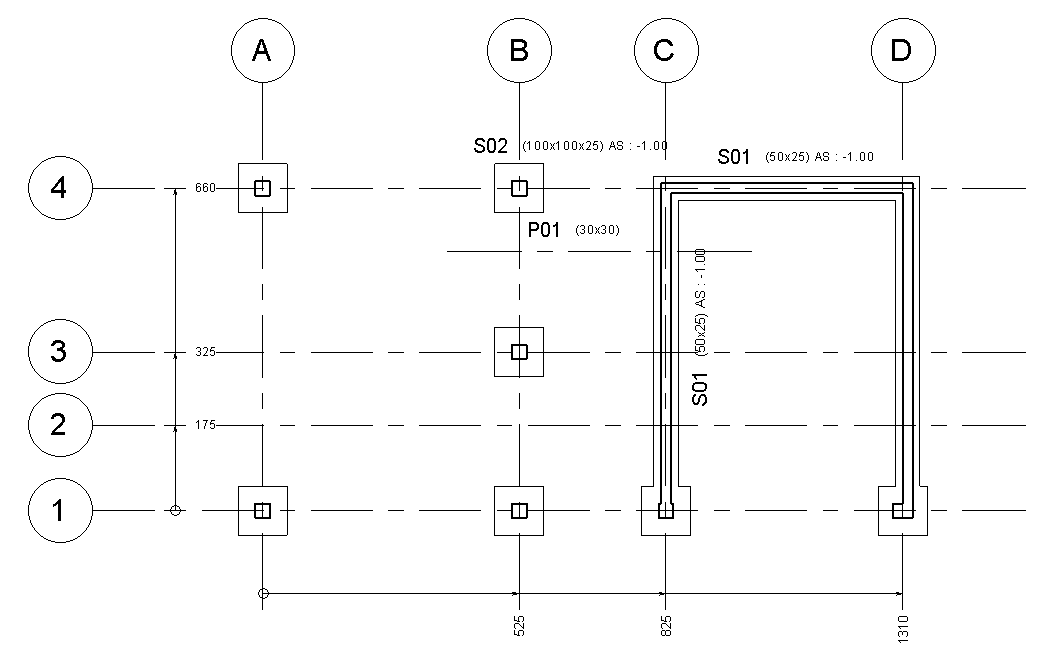 A B C D
S02 (100x100x25) AS : -1.00
S01 (50x25) AS : -1.00
4 660
P01 (30x30)
S01 (50x25) AS : -1.00
3 325
2 175
1
525 825 1310